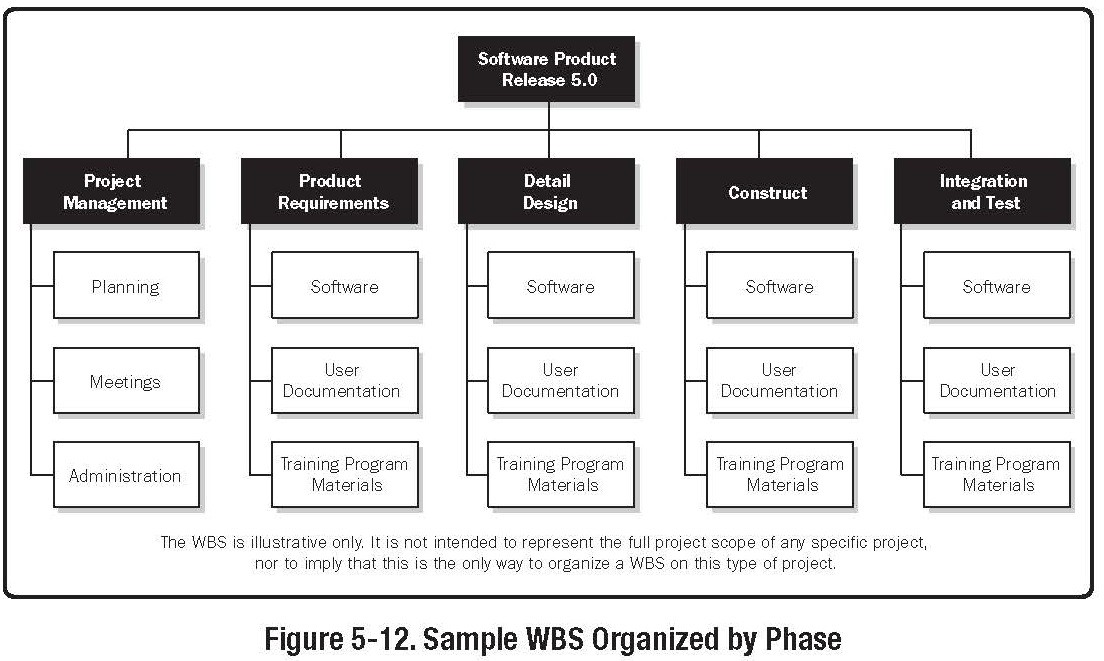 Software Product
Release 5.0
Project
Management
Product
Requirements
Detail
Design
Construct
Integration
and Test
Planning
Software
Software
Software
Software
Meetings
User
Documentation
User
Documentation
User
Documentation
User
Documentation
Administration
Training Program
Materials
Training Program
Materials
Training Program
Materials
Training Program
Materials
The WBS is illustrative only. It is not intended to represent the full project scope of any specific project,
nor to imply that this is the only way to organize a WBS on this type of project.
Figure 5-12. Sample WBS Organized by Phase